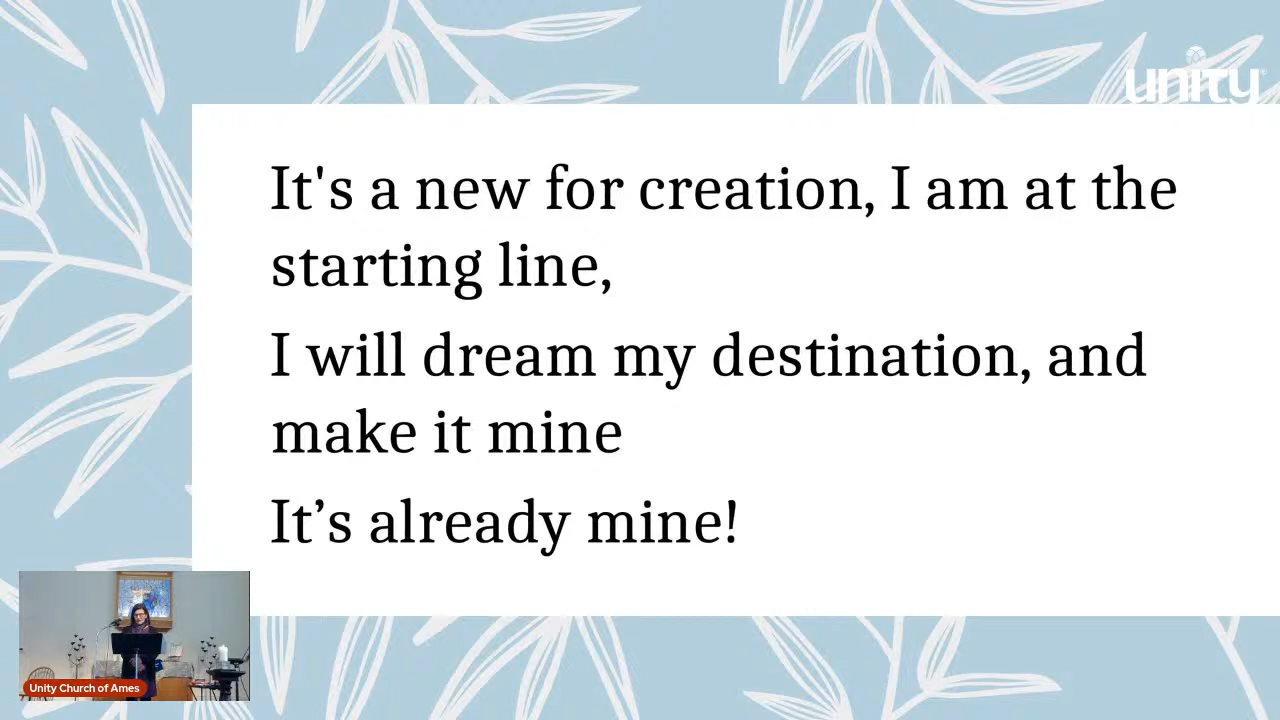 unity
It's a new for creation, I am at the
starting line,
I will dream my destination, and
make it mine
It’s already mine!
Unity Church of Ames